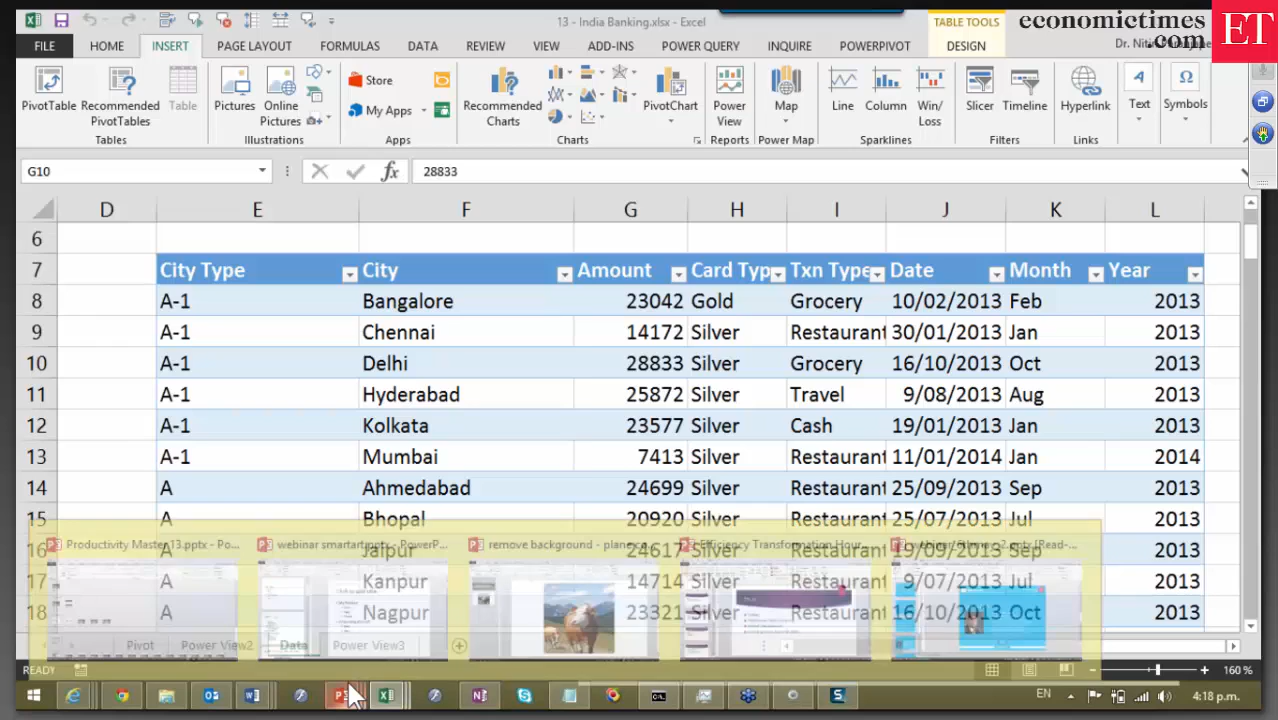 13 - India Banking.xlsx - Excel
TABLE TOOLS
economictimes
.com
ET
FILE HOME INSERT PAGE LAYOUT FORMULAS DATA REVIEW VIEW ADD-INS POWER QUERY INQUIRE POWERPIVOT DESIGN
Dr. Nitin
PivotTable Recommended PivotTables Table Pictures Online Pictures Store My Apps Recommended Charts PivotChart Power View Map Line Column Win/ Loss Slicer Timeline Hyperlink Text Symbols
Tables Illustrations Apps Charts Reports Power Map Sparklines Filters Links
G10 fx 28833
D E F G H I J K L
6
7 City Type City Amount Card Typ Txn Type Date Month Year
8 A-1 Bangalore 23042 Gold Grocery 10/02/2013 Feb 2013
9 A-1 Chennai 14172 Silver Restaurant 30/01/2013 Jan 2013
10 A-1 Delhi 28833 Silver Grocery 16/10/2013 Oct 2013
11 A-1 Hyderabad 25872 Silver Travel 9/08/2013 Aug 2013
12 A-1 Kolkata 23577 Silver Cash 19/01/2013 Jan 2013
13 A-1 Mumbai 7413 Silver Restaurant 11/01/2014 Jan 2014
14 A Ahmedabad 24699 Silver Restaurant 25/09/2013 Sep 2013
15 A Bhopal 20920 Silver Restaurant 25/07/2013 Jul 2013
Productivity Master 13.pptx - Po... webinar smartart.pptx - PowerP... remove background - plane Efficiency Transformation Hour [Read-...
16 A Jaipur 24617 Silver Restaurant 19/09/2013 Sep 2013
17 A Kanpur 14714 Silver Restaurant 9/07/2013 Jul 2013
18 A Nagpur 23321 Silver Restaurant 16/10/2013 Oct 2013
Pivot Power View2 Data Power View3
READY 160 %
EN 4:18 p.m.